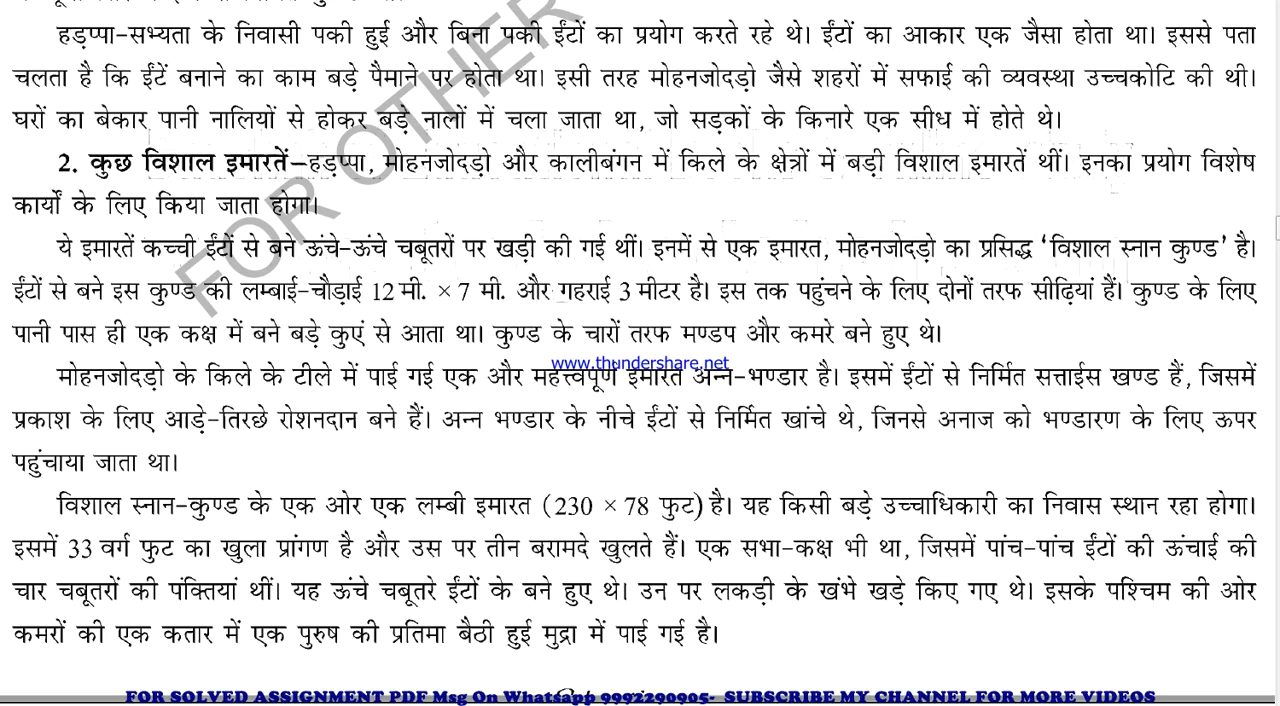 हड़प्पा-सभ्यता के निवासी पकी हुई और बिना पकी ईंटों का प्रयोग करते रहे थे। ईंटों का आकार एक जैसा होता था। इससे पता
चलता है कि ईंटें बनाने का काम बड़े पैमाने पर होता था। इसी तरह मोहनजोदड़ो जैसे शहरों में सफाई की व्यवस्था उच्चकोटि की थी।
घरों का बेकार पानी नालियों से होकर बड़े नालों में चला जाता था, जो सड़कों के किनारे एक सीध में होते थे।
2. कुछ विशाल इमारतें–हड़प्पा, मोहनजोदड़ो और कालीबंगन में किले के क्षेत्रों में बड़ी विशाल इमारतें थीं। इनका प्रयोग विशेष
कार्यों के लिए किया जाता होगा।
FOR OTHER
ये इमारतें कच्ची ईंटों से बने ऊंचे-ऊंचे चबूतरों पर खड़ी की गई थीं। इनमें से एक इमारत, मोहनजोदड़ो का प्रसिद्ध ‘विशाल स्नान कुण्ड’ है।
ईंटों से बने इस कुण्ड की लम्बाई-चौड़ाई 12 मी. × 7 मी. और गहराई 3 मीटर है। इस तक पहुंचने के लिए दोनों तरफ सीढ़ियां हैं। कुण्ड के लिए
पानी पास ही एक कक्ष में बने बड़े कुएं से आता था। कुण्ड के चारों तरफ मण्डप और कमरे बने हुए थे।
www.thundershare.net
मोहनजोदड़ो के किले के टीले में पाई गई एक और महत्त्वपूर्ण इमारत अन्न-भण्डार है। इसमें ईंटों से निर्मित सत्ताईस खण्ड हैं, जिसमें
प्रकाश के लिए आड़े-तिरछे रोशनदान बने हैं। अन्न भण्डार के नीचे ईंटों से निर्मित खांचे थे, जिनसे अनाज को भण्डारण के लिए ऊपर
पहुंचाया जाता था।
विशाल स्नान-कुण्ड के एक ओर एक लम्बी इमारत (230 × 78 फुट) है। यह किसी बड़े उच्चाधिकारी का निवास स्थान रहा होगा।
इसमें 33 वर्ग फुट का खुला प्रांगण है और उस पर तीन बरामदे खुलते हैं। एक सभा-कक्ष भी था, जिसमें पांच-पांच ईंटों की ऊंचाई की
चार चबूतरों की पंक्तियां थीं। यह ऊंचे चबूतरे ईंटों के बने हुए थे। उन पर लकड़ी के खंभे खड़े किए गए थे। इसके पश्चिम की ओर
कमरों की एक कतार में एक पुरुष की प्रतिमा बैठी हुई मुद्रा में पाई गई है।
FOR SOLVED ASSIGNMENT PDF Msg On Whatsapp 9992290905- SUBSCRIBE MY CHANNEL FOR MORE VIDEOS